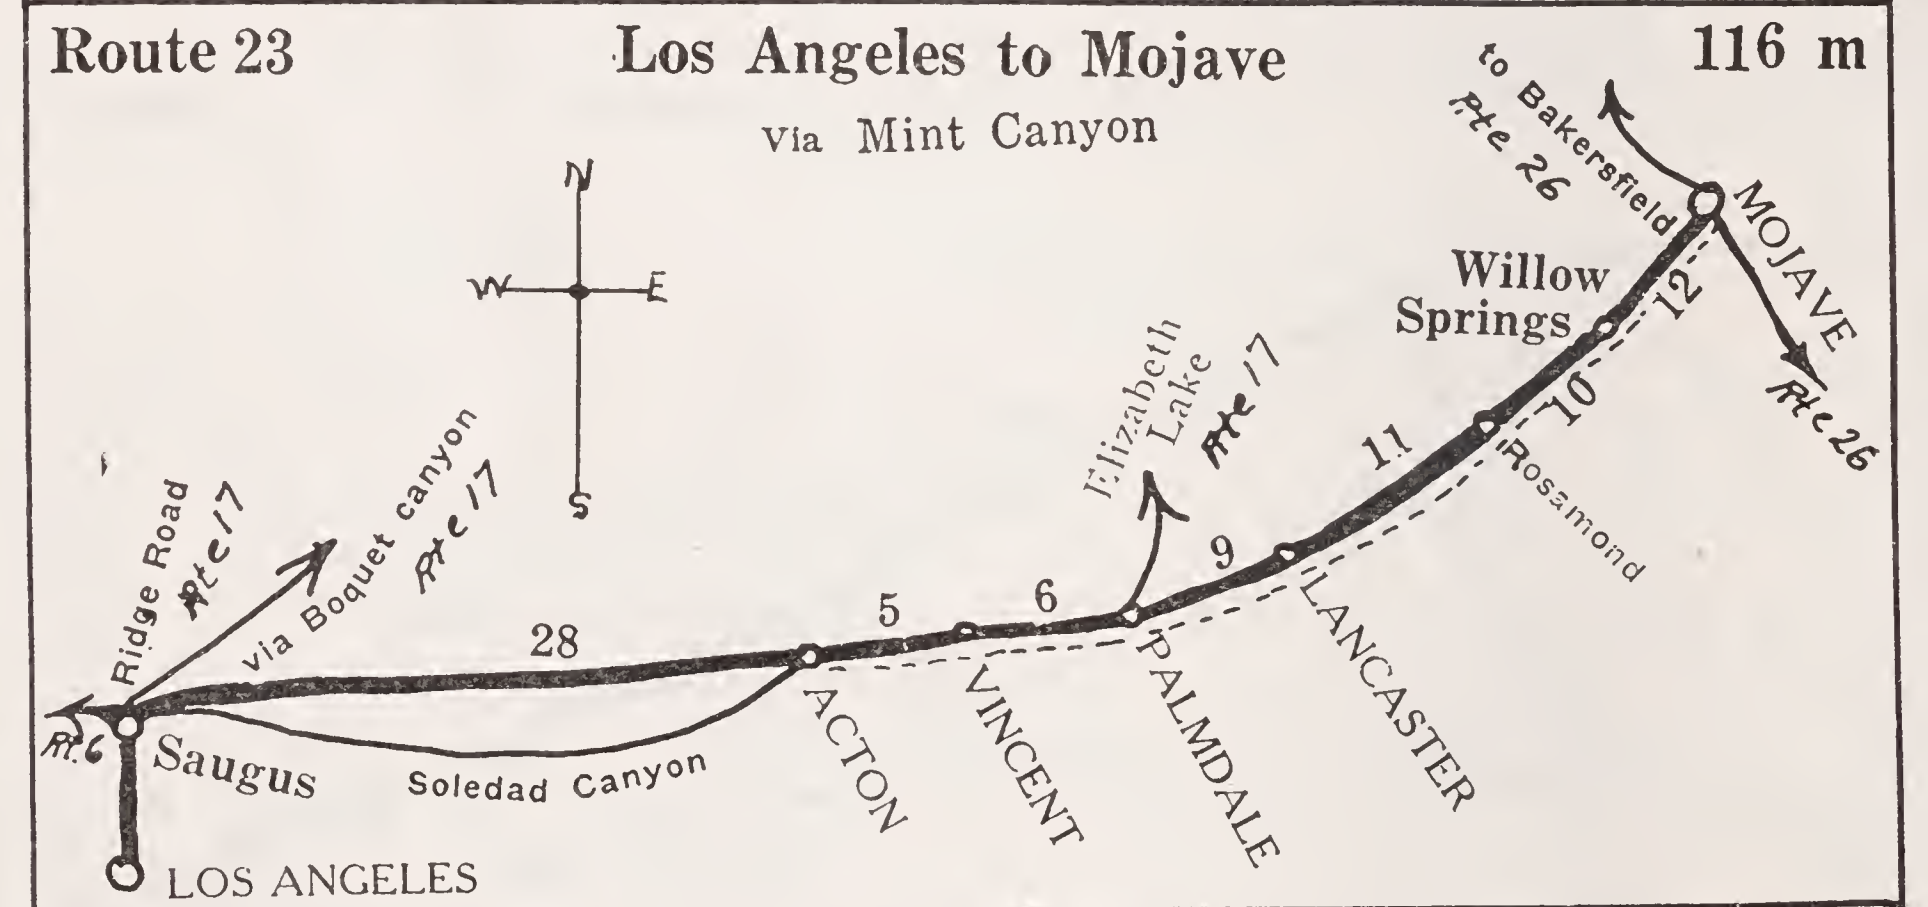 Route 23
Los Angeles to Mojave
116 m
Via Mint Canyon
to Bakersfield
Rte 26
N
W E
S
MOJAVE
Rte 26
Willow
Springs
12
10
Rosamond
11
Elizabeth
Lake
Rte 17
9
LANCASTER
Ridge Road
Rte 17
via Boquet canyon
Rte 17
28
5
6
Rt. 6
Saugus
Soledad Canyon
ACTON
VINCENT
PALMDALE
LOS ANGELES